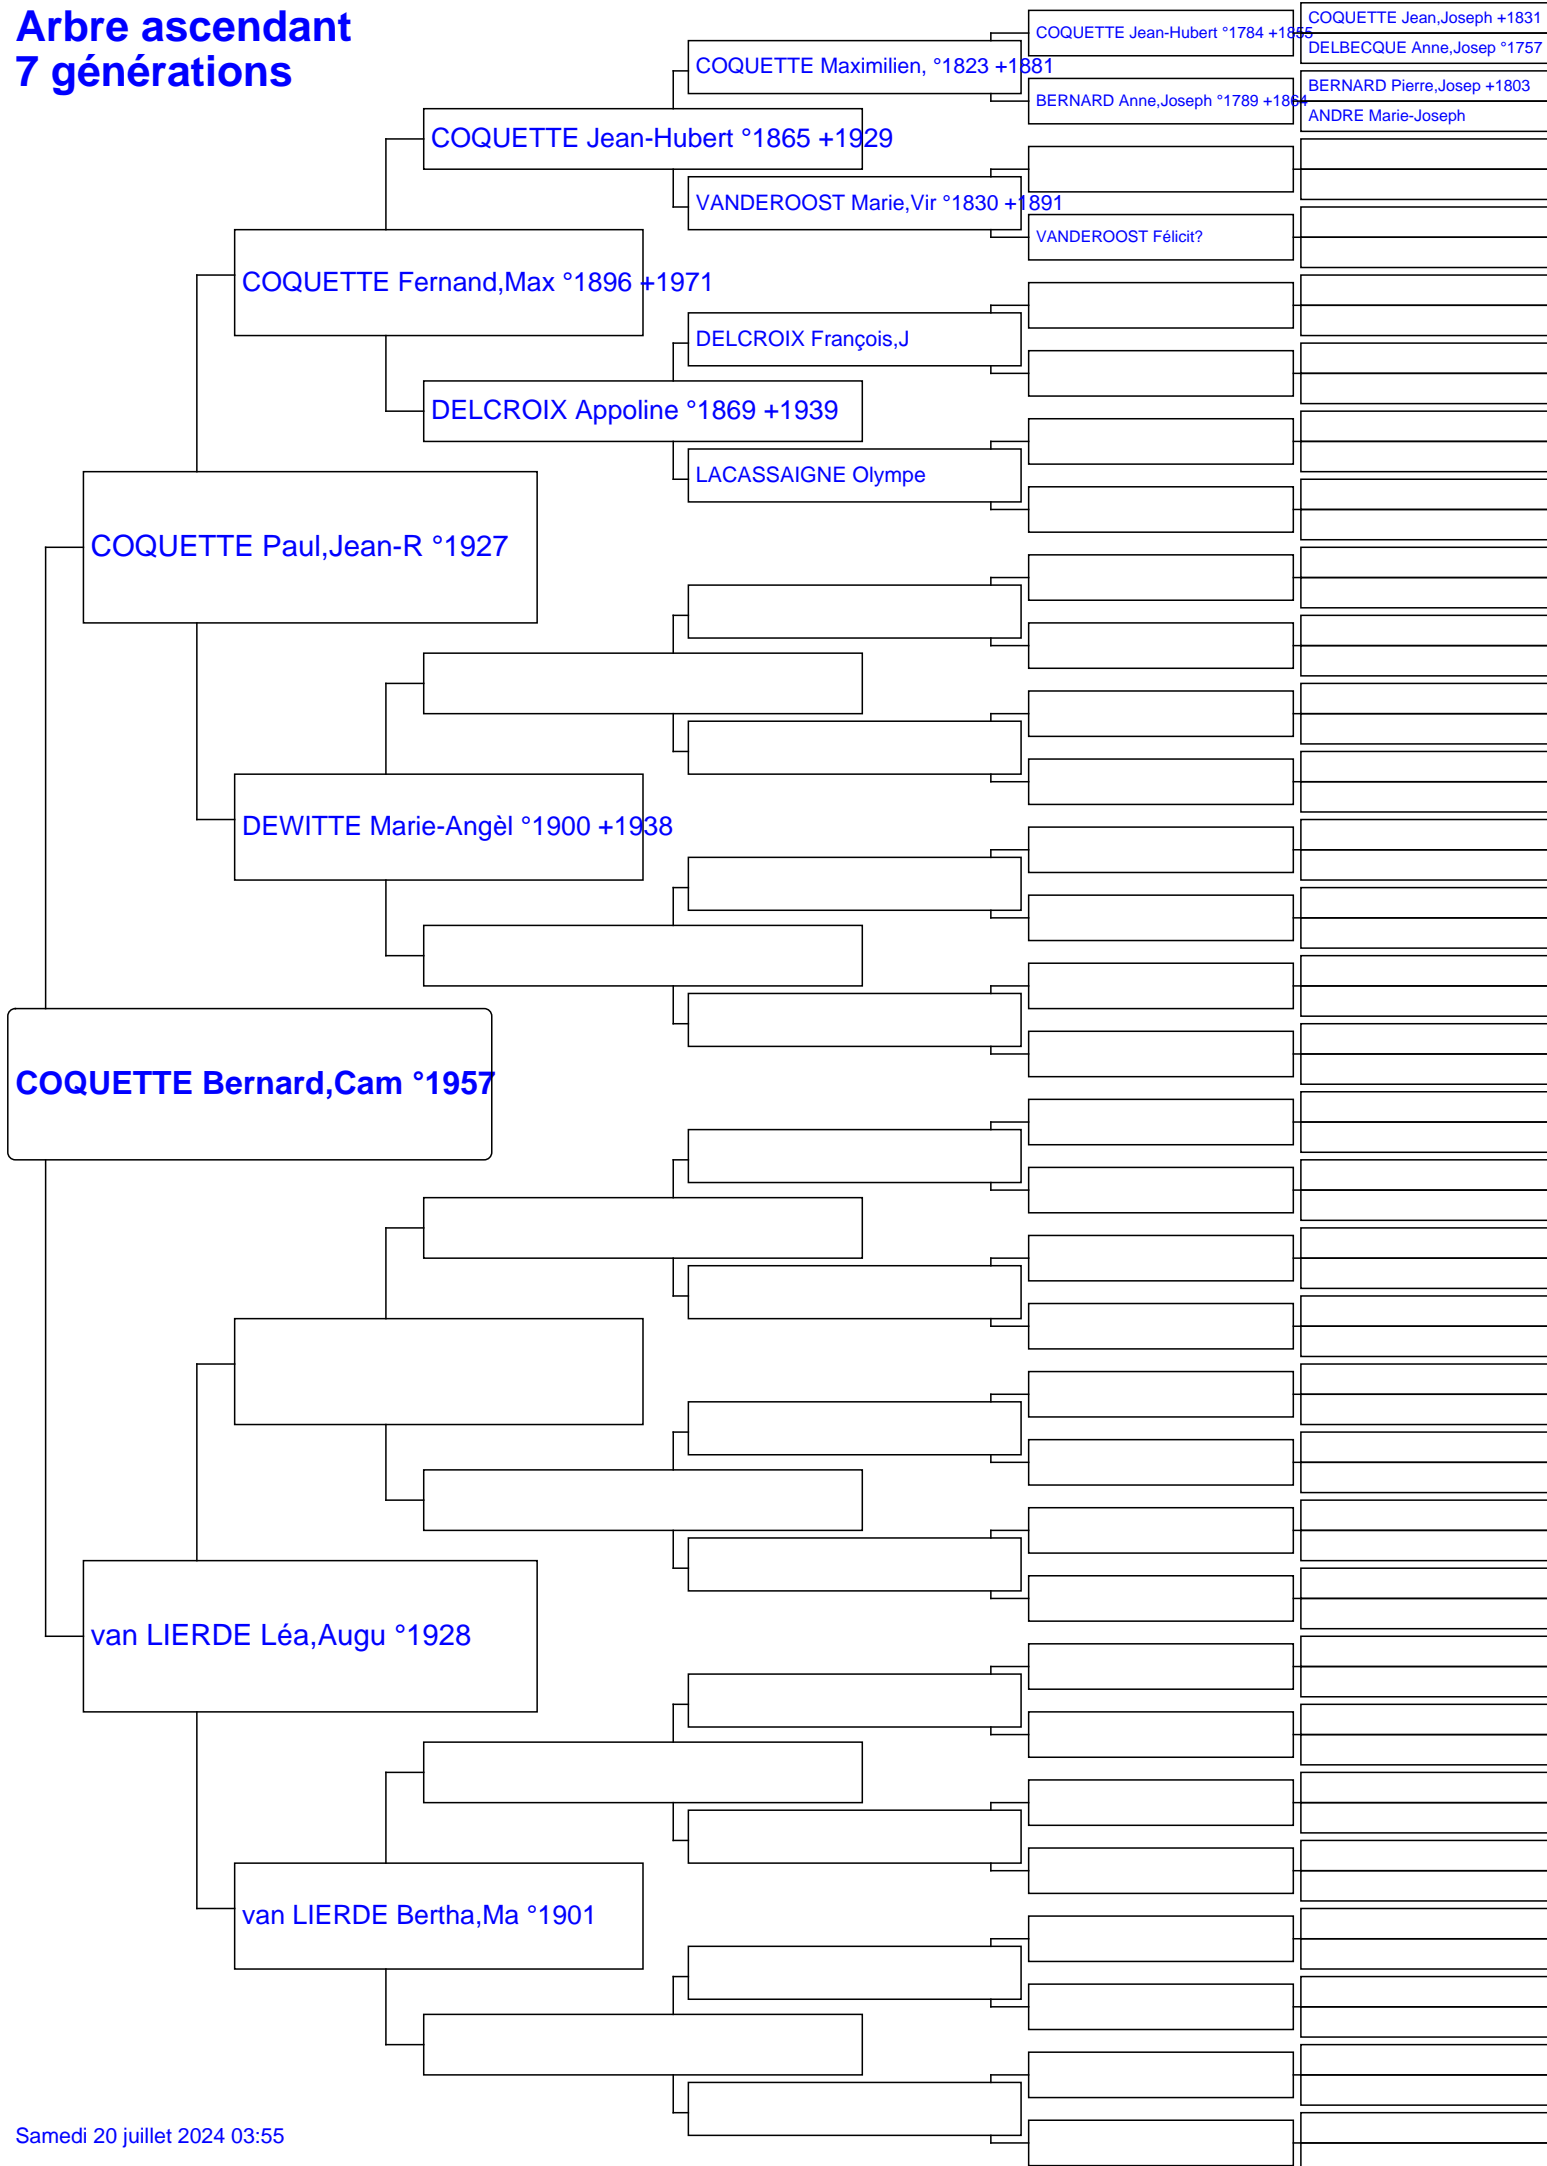 Arbre ascendant
7 générations
COQUETTE Jean,Joseph +1831
COQUETTE Jean-Hubert °1784 +1855
DELBECQUE Anne,Josep °1757
COQUETTE Maximilien, °1823 +1881
BERNARD Pierre,Josep +1803
BERNARD Anne,Joseph °1789 +1864
ANDRE Marie-Joseph
COQUETTE Jean-Hubert °1865 +1929
VANDEROOST Marie,Vir °1830 +1891
VANDEROOST Félicit?
COQUETTE Fernand,Max °1896 +1971
DELCROIX François,J
DELCROIX Appoline °1869 +1939
LACASSAIGNE Olympe
COQUETTE Paul,Jean-R °1927
DEWITTE Marie-Angèl °1900 +1938
COQUETTE Bernard,Cam °1957
van LIERDE Léa,Augu °1928
van LIERDE Bertha,Ma °1901
Samedi 20 juillet 2024 03:55